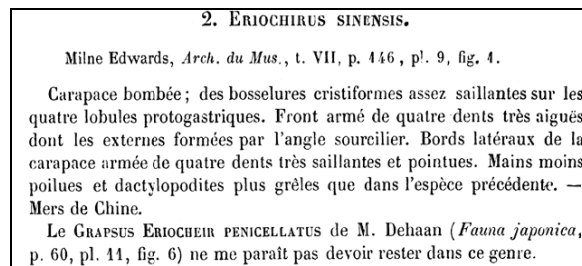 2. ERIOCHIRUS SINENSIS.
Milne Edwards, Arch. du Mus., t. VII, p. 146, pl. 9, fig. 1.
Carapace bombée; des bosselures cristiformes assez saillantes sur les
quatre lobules protogastriques. Front armé de quatre dents très aiguës
dont les externes formées par l'angle sourcilier. Bords latéraux de la
carapace armée de quatre dents très saillantes et pointues. Mains moins
poilues et dactylopodites plus grêles que dans l'espèce précédente. —
Mers de Chine.
Le GRAPSUS ERIOCHEIR PENICELLATUS de M. Dehaan (Fauna japonica,
p. 60, pl. 11, fig. 6) ne me paraît pas devoir rester dans ce genre.